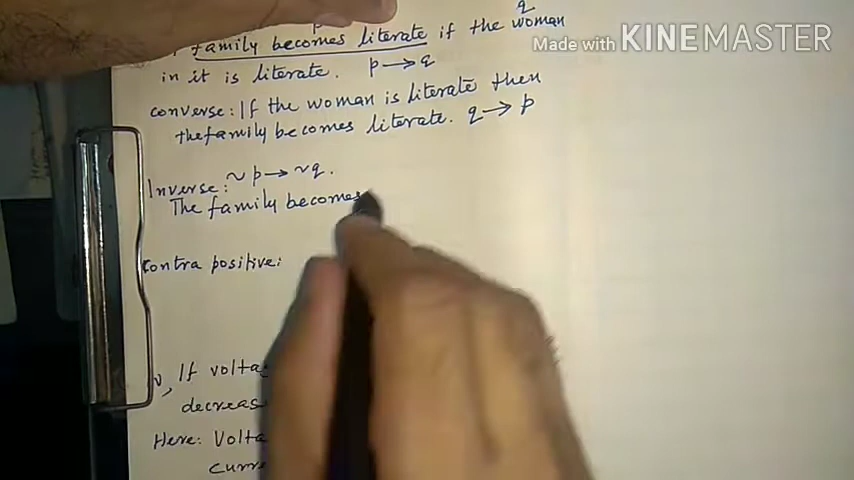 q
family becomes literate if the woman
in it is literate. p→q
converse: If the woman is literate then
the family becomes literate. q→p
Inverse: ~p→~q.
The family becomes
Contra positive:
If volta
decreas
Here: Volta
curre
Made with KINEMASTER